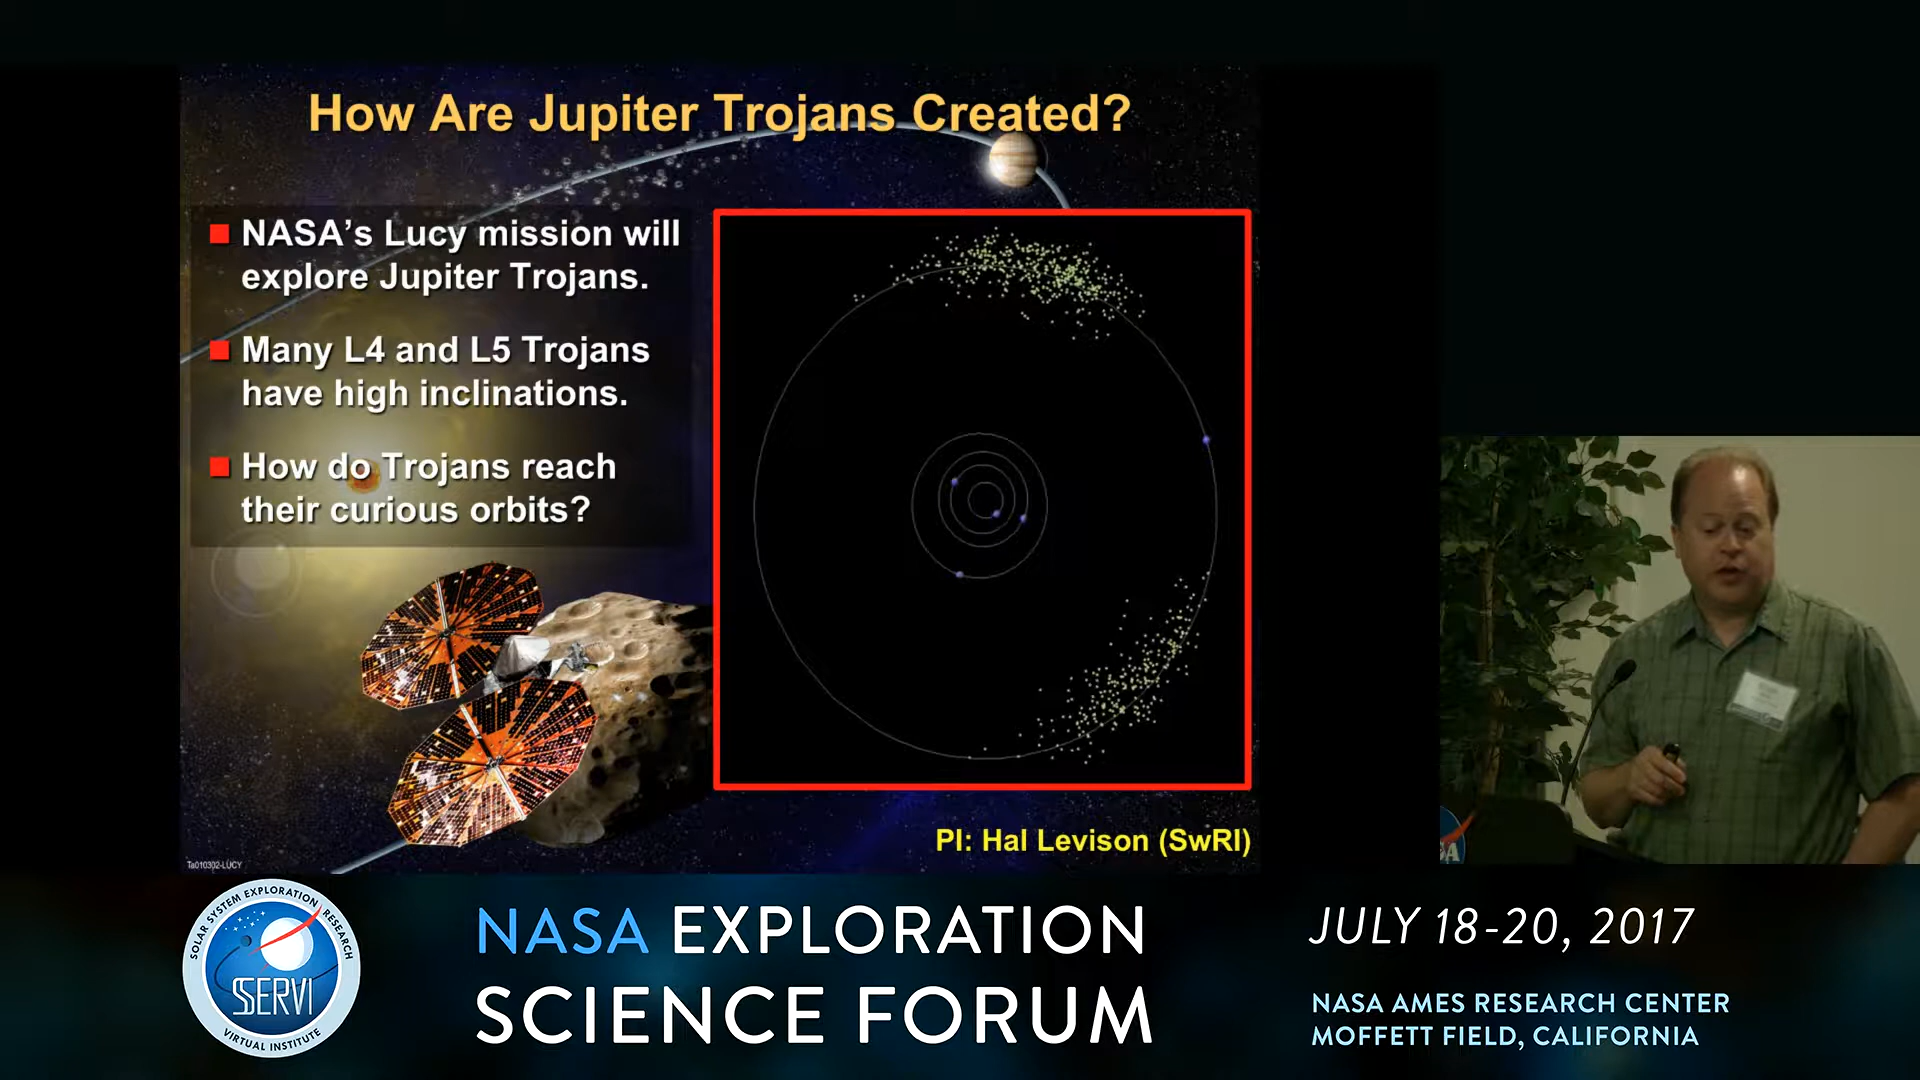 How Are Jupiter Trojans Created?
NASA's Lucy mission will
explore Jupiter Trojans.
Many L4 and L5 Trojans
have high inclinations.
How do Trojans reach
their curious orbits?
PI: Hal Levison (SwRI)
Ta010302-LUCY
SOLAR SYSTEM EXPLORATION RESEARCH
SSERVI
VIRTUAL INSTITUTE
NASA EXPLORATION
SCIENCE FORUM
JULY 18-20, 2017
NASA AMES RESEARCH CENTER
MOFFETT FIELD, CALIFORNIA